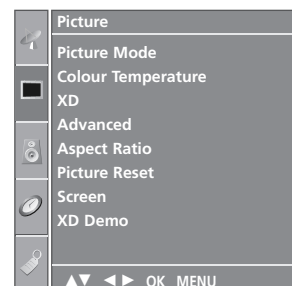 Picture
Picture Mode
Colour Temperature
XD
Advanced
Aspect Ratio
Picture Reset
Screen
XD Demo
▲▼ ◄► OK MENU